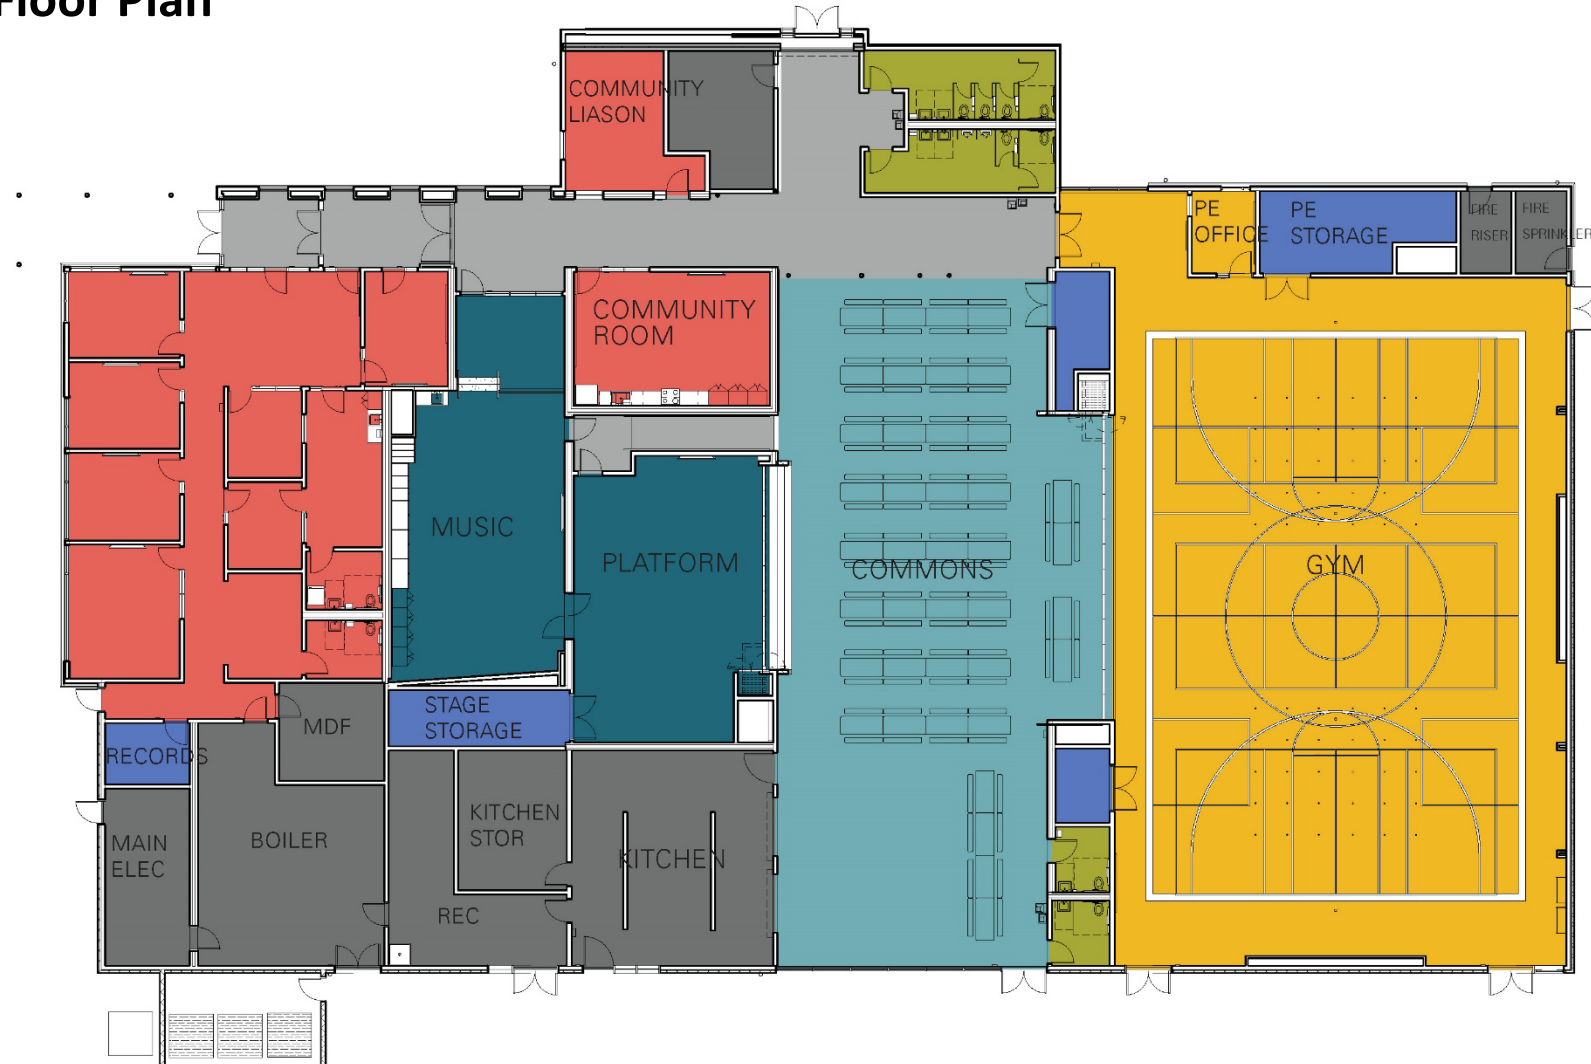 Floor Plan
COMMUNITY
LIASON
PE
OFFICE
PE
STORAGE
FIRE
RISER
FIRE
SPRINKLER
COMMUNITY
ROOM
MUSIC
PLATFORM
COMMONS
GYM
STAGE
STORAGE
MDF
RECORDS
MAIN
ELEC
BOILER
KITCHEN
STOR
KITCHEN
REC